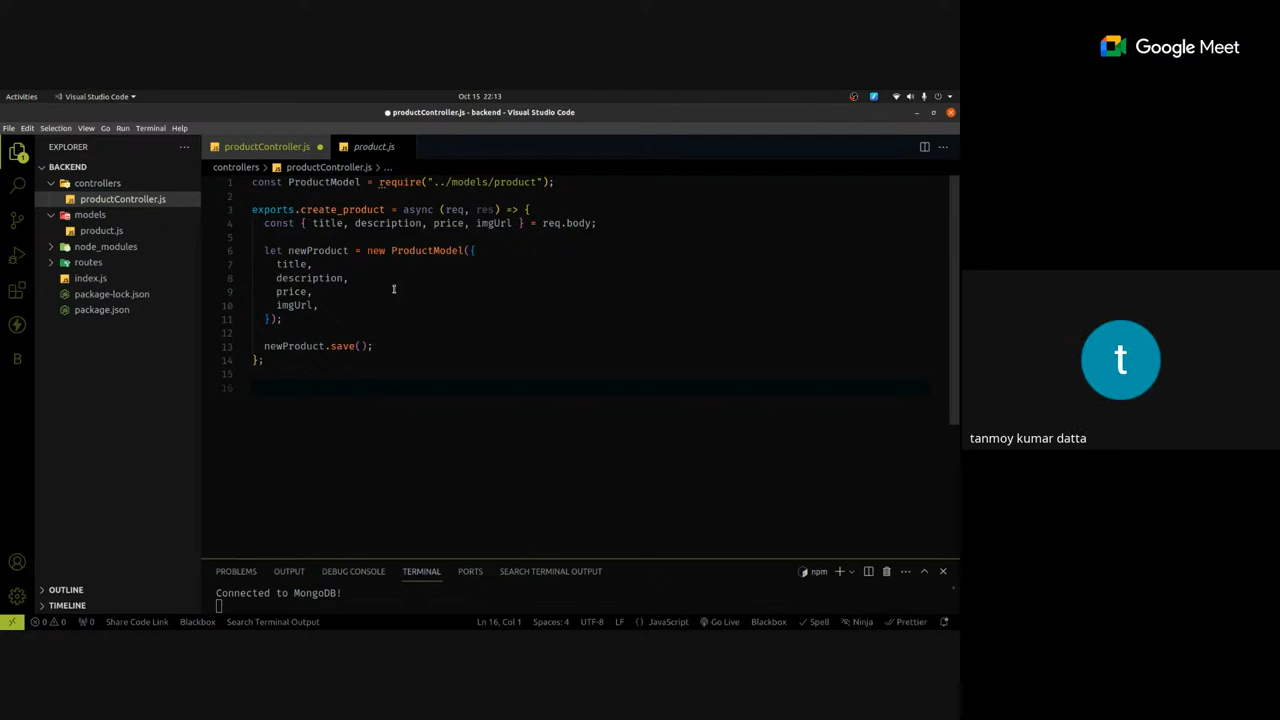 Google Meet
Activities Visual Studio Code Oct 15 22:13
productController.js - backend - Visual Studio Code
File Edit Selection View Go Run Terminal Help
EXPLORER
BACKEND
controllers
productController.js
models
product.js
node_modules
routes
index.js
package-lock.json
package.json
OUTLINE
TIMELINE
productController.js product.js
controllers > productController.js > ...
1 const ProductModel = require("../models/product");
2
3 exports.create_product = async (req, res) => {
4 const { title, description, price, imgUrl } = req.body;
5
6 let newProduct = new ProductModel({
7 title,
8 description,
9 price,
10 imgUrl,
11 });
12
13 newProduct.save();
14 };
15
16
PROBLEMS OUTPUT DEBUG CONSOLE TERMINAL PORTS SEARCH TERMINAL OUTPUT npm
Connected to MongoDB!
0 0 0 Share Code Link Blackbox Search Terminal Output Ln 16, Col 1 Spaces: 4 UTF-8 LF { } JavaScript Go Live Blackbox Spell Ninja Prettier
B
1
t
tanmoy kumar datta